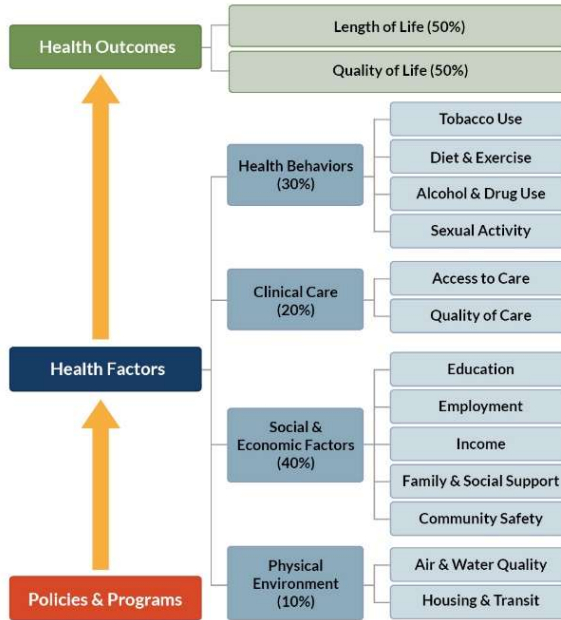 Health Outcomes
Length of Life (50%)
Quality of Life (50%)
Health Behaviors
(30%)
Tobacco Use
Diet & Exercise
Alcohol & Drug Use
Sexual Activity
Clinical Care
(20%)
Access to Care
Quality of Care
Health Factors
Social &
Economic Factors
(40%)
Education
Employment
Income
Family & Social Support
Community Safety
Physical
Environment
(10%)
Air & Water Quality
Housing & Transit
Policies & Programs